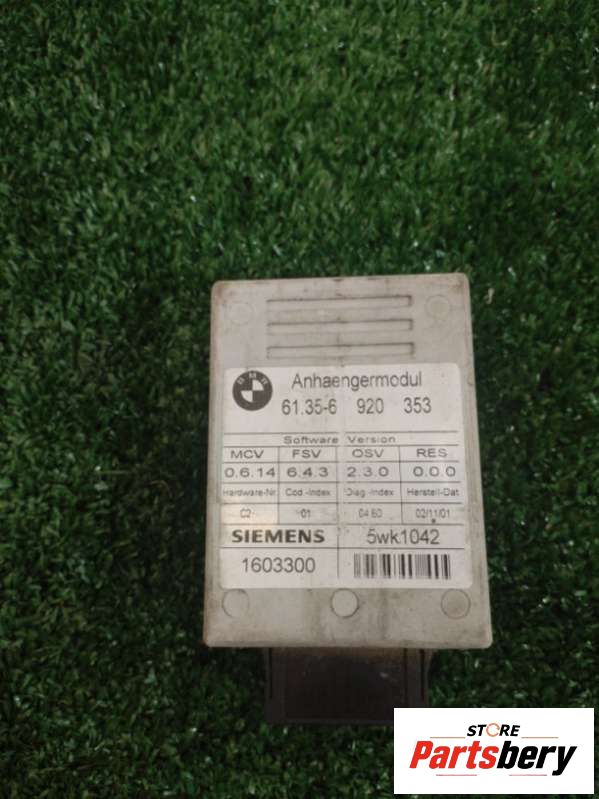 BMW
Anhaengermodul
61.35-6 920 353
Software Version
MCV FSV OSV RES
0.6.14 6.4.3 2.3.0 0.0.0
Hardware-Nr. Cod.-Index Diag.-Index Herstell-Dat
C2 01 04.60 02/11/01
SIEMENS 5wk1042
1603300
STORE
Partsbery